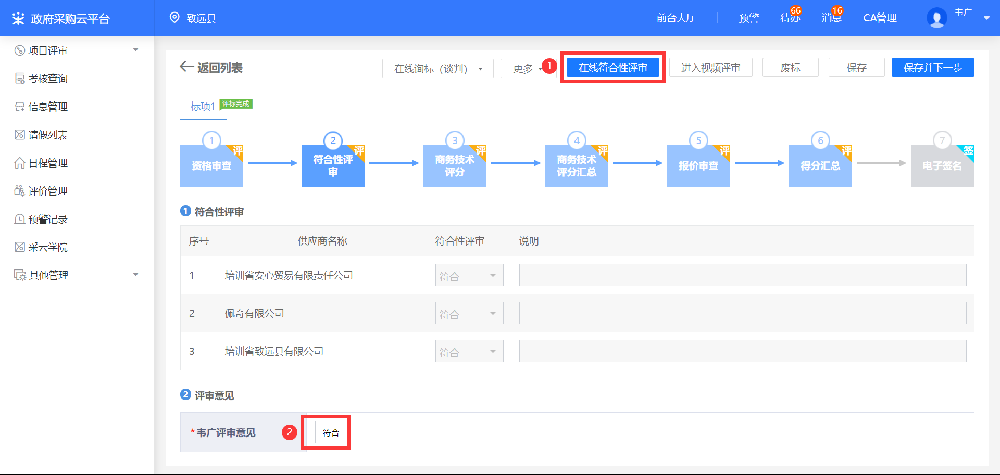 政府采购云平台
致远县
前台大厅
预警
待办
66
消息
16
CA管理
韦广
项目评审
考核查询
信息管理
请假列表
日程管理
评价管理
预警记录
采云学院
其他管理
返回列表
在线询标（谈判）
更多
1
在线符合性评审
进入视频评审
废标
保存
保存并下一步
标项1
评标完成
1
评
资格审查
2
评
符合性评
审
3
评
商务技术
评分
4
评
商务技术
评分汇总
5
评
报价审查
6
评
得分汇总
7
签
电子签名
1 符合性评审
序号 供应商名称 符合性评审 说明
1 培训省安心贸易有限责任公司 符合
2 佩奇有限公司 符合
3 培训省致远县有限公司 符合
2 评审意见
*韦广评审意见 2 符合